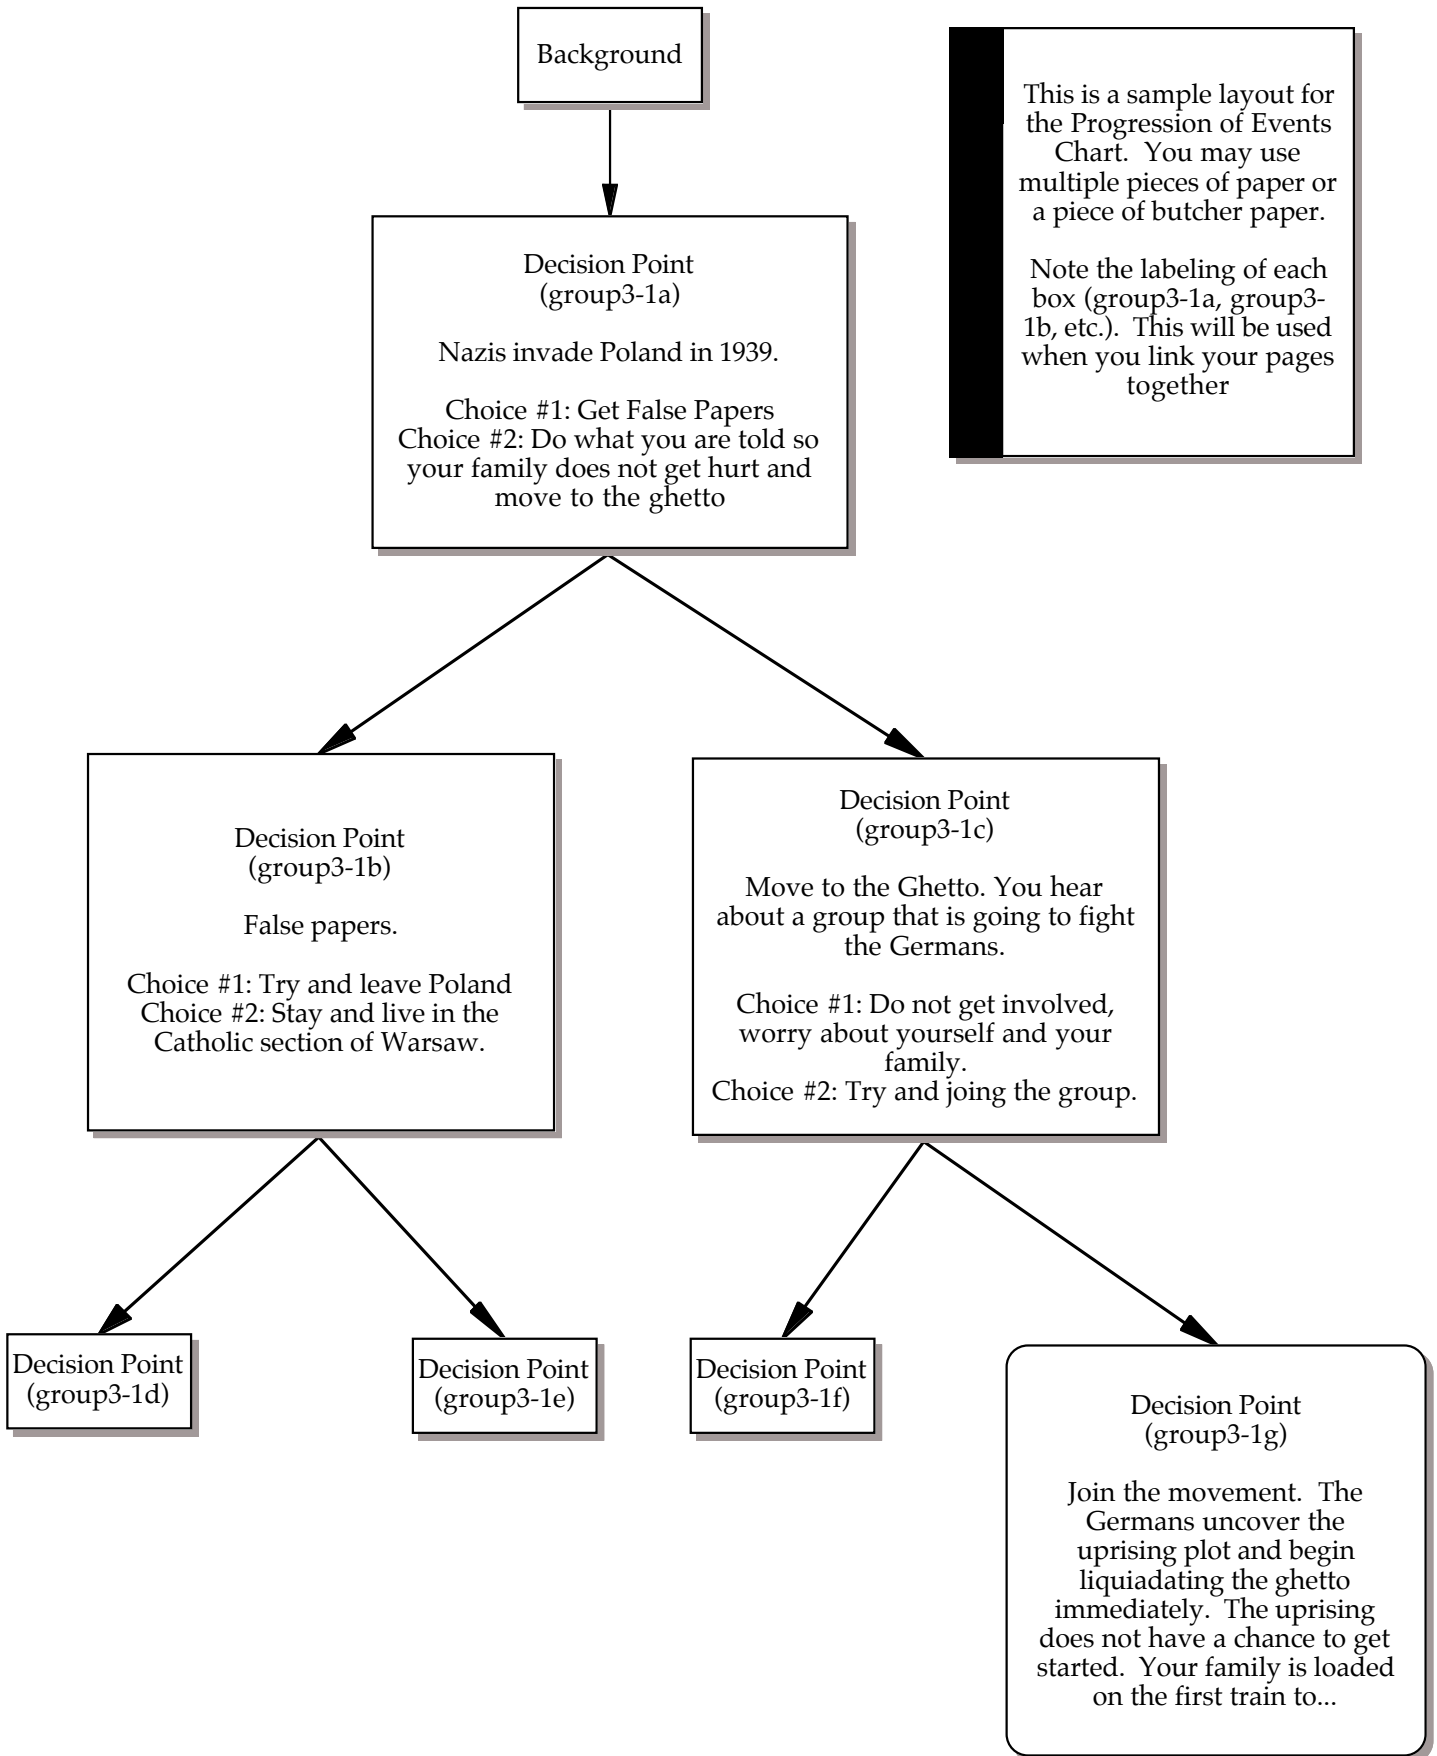 Background
This is a sample layout for
the Progression of Events
Chart.  You may use
multiple pieces of paper or
a piece of butcher paper.
Note the labeling of each
box (group3-1a, group3-
1b, etc.).  This will be used
when you link your pages
together
Decision Point
(group3-1a)
Nazis invade Poland in 1939.
Choice #1: Get False Papers
Choice #2: Do what you are told so
your family does not get hurt and
move to the ghetto
Decision Point
(group3-1b)
False papers.
Choice #1: Try and leave Poland
Choice #2: Stay and live in the
Catholic section of Warsaw.
Decision Point
(group3-1c)
Move to the Ghetto. You hear
about a group that is going to fight
the Germans.
Choice #1: Do not get involved,
worry about yourself and your
family.
Choice #2: Try and joing the group.
Decision Point
(group3-1d)
Decision Point
(group3-1e)
Decision Point
(group3-1f)
Decision Point
(group3-1g)
Join the movement.  The
Germans uncover the
uprising plot and begin
liquiadating the ghetto
immediately.  The uprising
does not have a chance to get
started.  Your family is loaded
on the first train to...